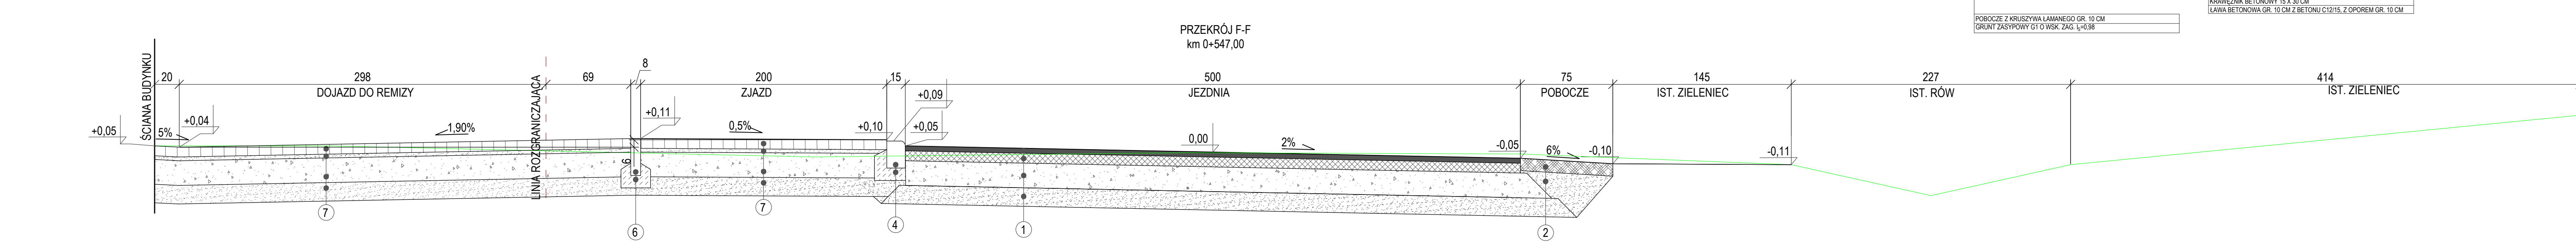 KRAWĘŻNIK BETONOWY 15 X 30 CM
ŁAWA BETONOWA GR. 10 CM Z BETONU C12/15, Z OPOREM GR. 10 CM
POBOCZE Z KRUSZYWA ŁAMANEGO GR. 10 CM
GRUNT ZASYPOWY G1 O WSK. ZAG. IS=0,98
PRZEKRÓJ F-F
km 0+547,00
ŚCIANA BUDYNKU
20
298
69
8
200
15
500
75
145
227
414
DOJAZD DO REMIZY
LINIA ROZGRANICZAJĄCA
ZJAZD
JEZDNIA
POBOCZE
IST. ZIELENIEC
IST. RÓW
IST. ZIELENIEC
+0,05
5%
+0,04
1,90%
+0,11
0,5%
+0,10
+0,09
+0,05
0,00
2%
-0,05
6%
-0,10
-0,11
6
7
6
7
4
1
2